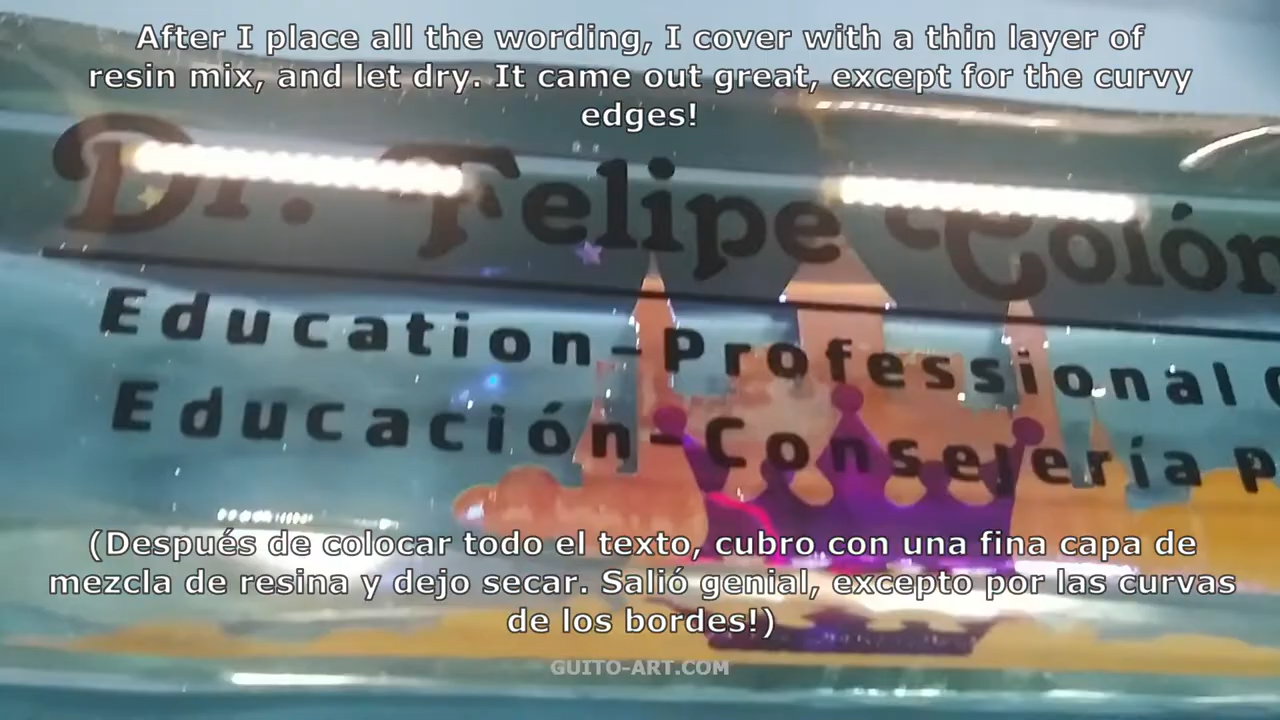 After I place all the wording, I cover with a thin layer of
resin mix, and let dry. It came out great, except for the curvy
edges!
Dr. Felipe Colón
Education-Professional
Educación-Consejería
(Después de colocar todo el texto, cubro con una fina capa de
mezcla de resina y dejo secar. Salió genial, excepto por las curvas
de los bordes!)
GUITO-ART.COM